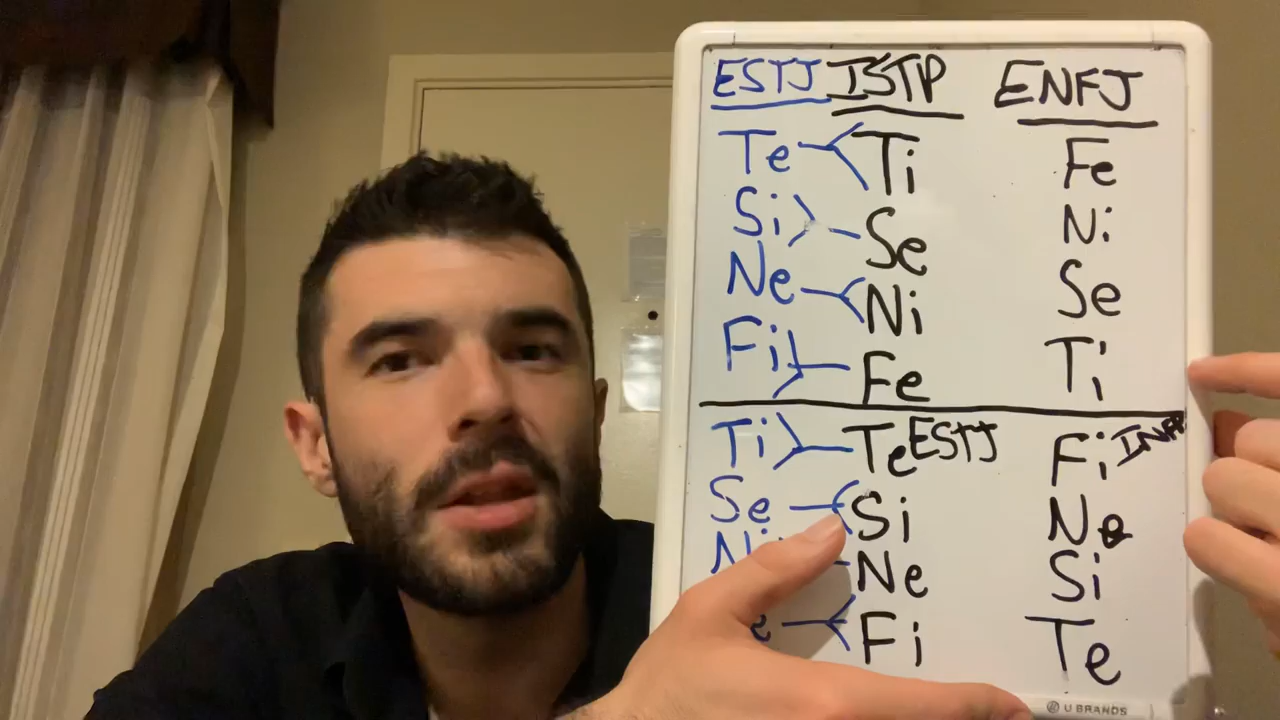 ESTJ ISTP ENFJ
Te Ti Fe
Si Se Ni
Ne Ni Se
Fi Fe Ti
Ti Te ESTJ Fi INFP
Se Si Ne
Ni Ne Si
e Fi Te
U BRANDS